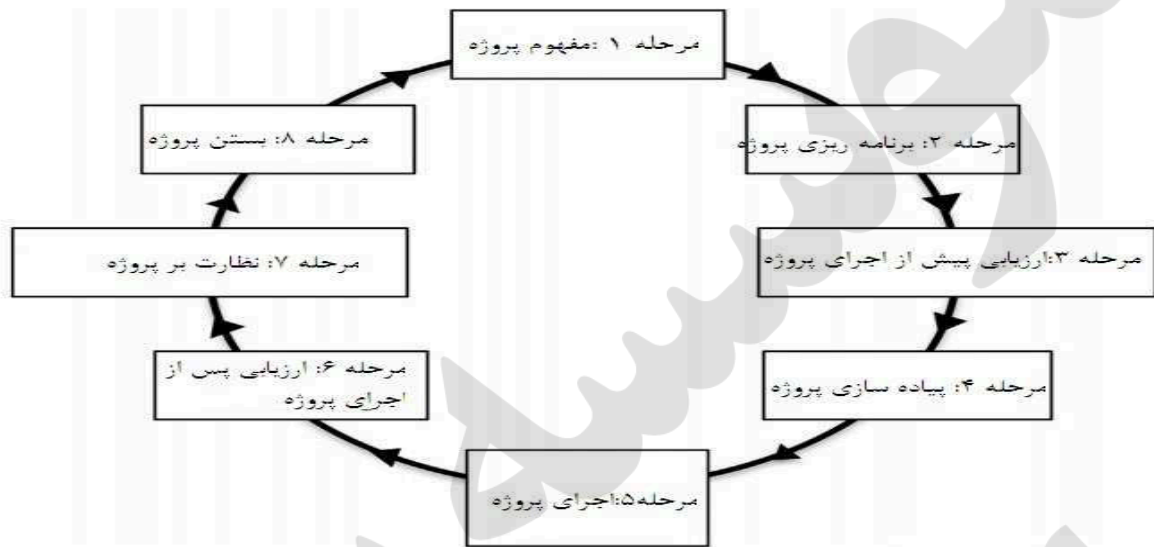 مرحله ۱ :مفهوم پروژه
مرحله ۲: برنامه ریزی پروژه
مرحله ۳:ارزیابی پیش از اجرای پروژه
مرحله ۴: پیاده سازی پروژه
مرحله۵:اجرای پروژه
مرحله ۶: ارزیابی پس از
اجرای پروژه
مرحله ۷: نظارت بر پروژه
مرحله ۸: بستن پروژه